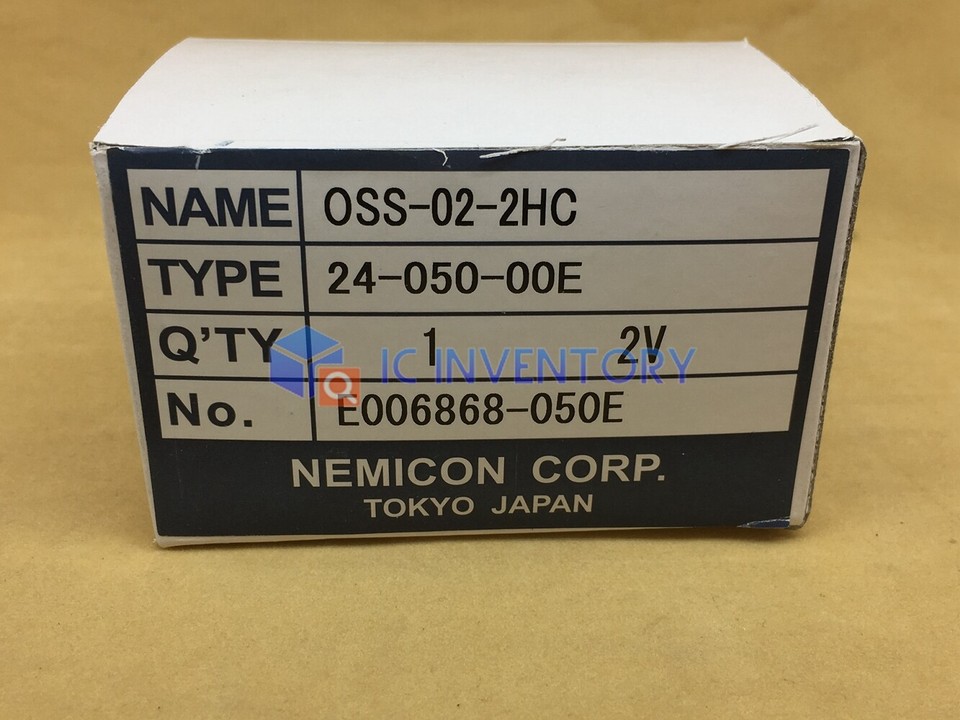 NAME OSS-02-2HC
TYPE 24-050-00E
Q'TY 1 2V
IC INVENTORY
No. E006868-050E
NEMICON CORP.
TOKYO JAPAN